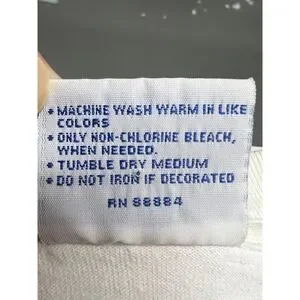 • MACHINE WASH WARM IN LIKE
COLORS
• ONLY NON-CHLORINE BLEACH,
WHEN NEEDED.
• TUMBLE DRY MEDIUM
• DO NOT IRON IF DECORATED
RN 98884